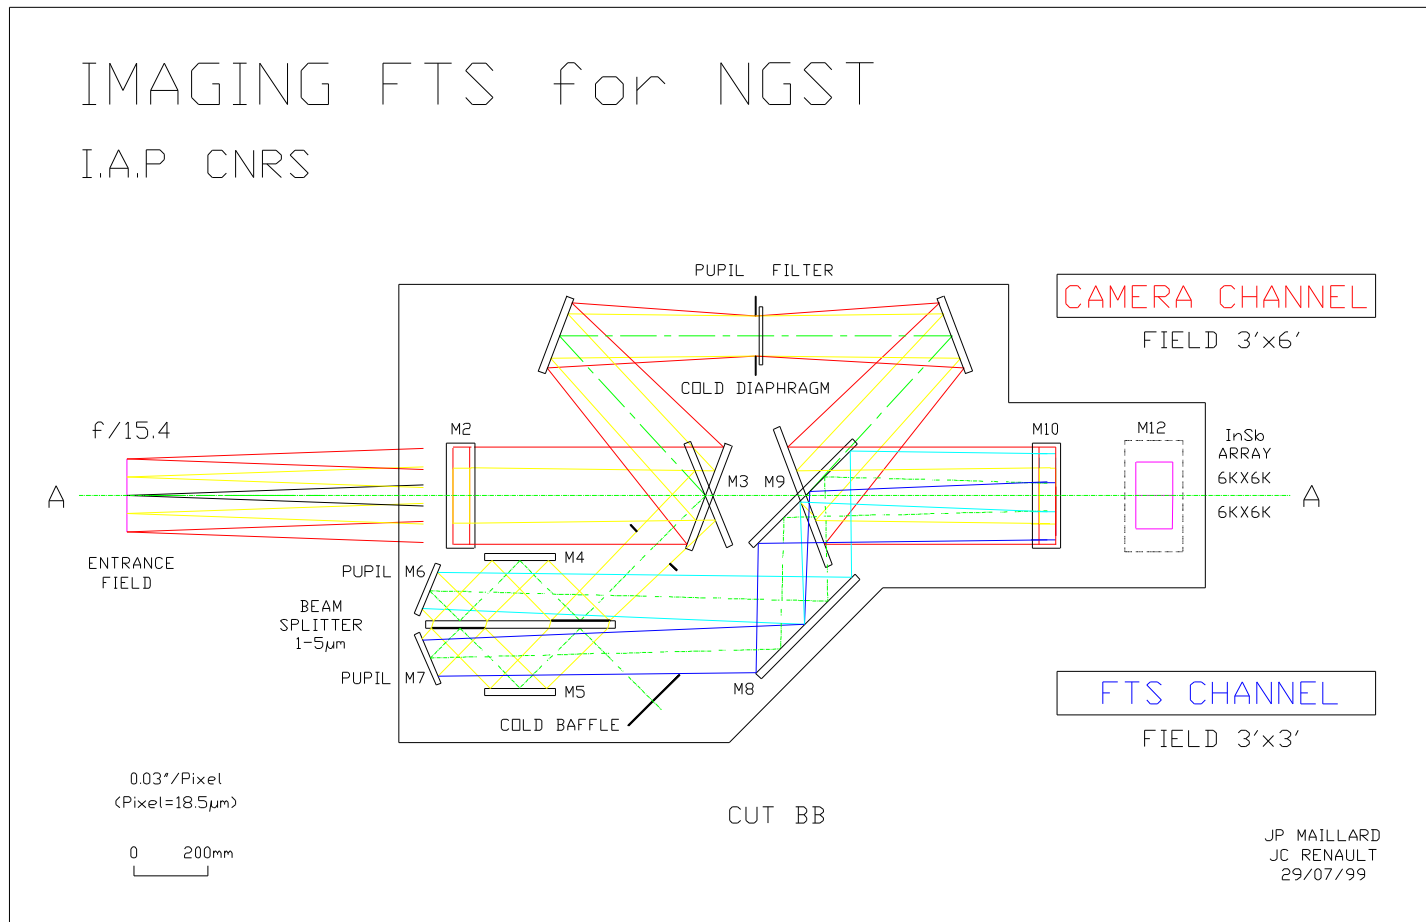 IMAGING FTS for NGST
I.A.P CNRS
PUPIL FILTER
CAMERA CHANNEL
FIELD 3'x6'
COLD DIAPHRAGM
f/15.4
M2
M10
M12
InSb
ARRAY
6KX6K
6KX6K
M3
M9
A
A
ENTRANCE
FIELD
M4
PUPIL M6
BEAM
SPLITTER
1-5µm
PUPIL M7
M5
M8
COLD BAFFLE
FTS CHANNEL
FIELD 3'x3'
0.03"/Pixel
(Pixel=18.5µm)
0 200mm
CUT BB
JP MAILLARD
JC RENAULT
29/07/99